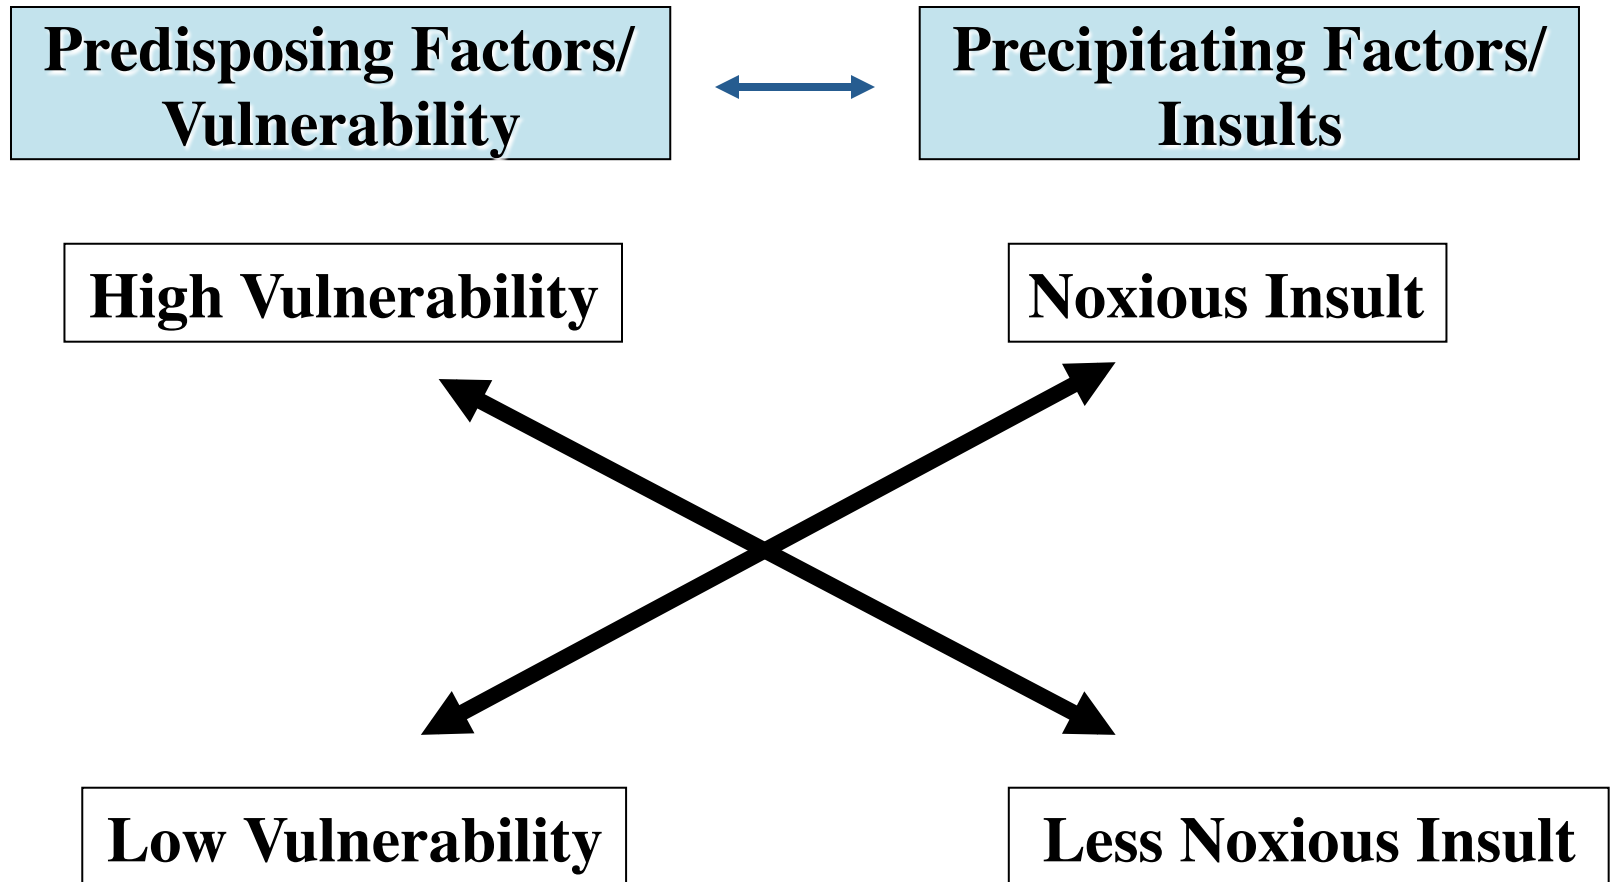 Predisposing Factors/
Vulnerability
Precipitating Factors/
Insults
High Vulnerability
Noxious Insult
Low Vulnerability
Less Noxious Insult